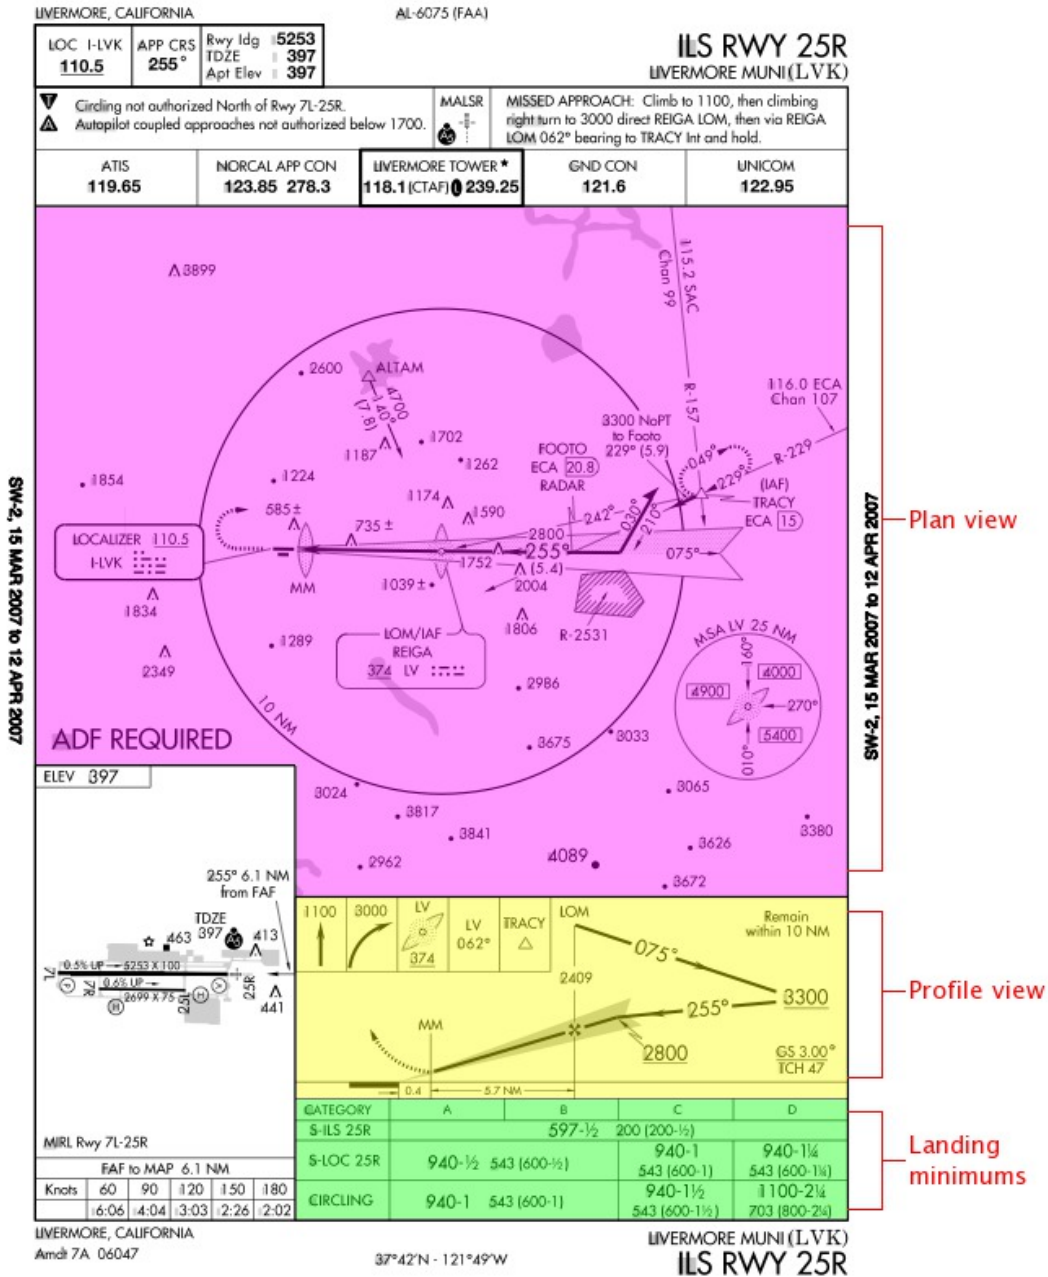 LIVERMORE, CALIFORNIA
AL-6075 (FAA)
LOC I-LVK
110.5
APP CRS
255°
Rwy ldg 5253
TDZE 397
Apt Elev 397
ILS RWY 25R
LIVERMORE MUNI (LVK)
T Circling not authorized North of Rwy 7L-25R.
A Autopilot coupled approaches not authorized below 1700.
MALSR
A5
MISSED APPROACH: Climb to 1100, then climbing
right turn to 3000 direct REIGA LOM, then via REIGA
LOM 062° bearing to TRACY Int and hold.
ATIS
119.65
NORCAL APP CON
123.85 278.3
LIVERMORE TOWER ★
118.1 (CTAF) L 239.25
GND CON
121.6
UNICOM
122.95
3899
115.2 SAC
Chan 99
R-157
116.0 ECA
Chan 107
R-229
2600
ALTAM
4700
140°
(7.8)
3300 NoPT
to Footo
229° (5.9)
1702
1187
1262
FOOTO
ECA 20.8
RADAR
049°
229°
(IAF)
TRACY
ECA 15
1854
1224
1174
1590
585±
735±
242°
030°
210°
2800
255°
(5.4)
1752
075°
LOCALIZER 110.5
I-LVK
MM
1039±
2004
1834
1806
R-2531
1289
2349
LOM/IAF
REIGA
374 LV
MSA LV 25 NM
160°
4000
4900
270°
5400
010°
2986
10 NM
3675
3033
ADF REQUIRED
3024
3065
3817
3841
3380
3626
2962
4089
3672
SW-2, 15 MAR 2007 to 12 APR 2007
SW-2, 15 MAR 2007 to 12 APR 2007
Plan view
ELEV 397
255° 6.1 NM
from FAF
TDZE
397
A5
463
413
7L
0.5% UP
5253 X 100
7R
0.6% UP
2699 X 75
25L
25R
441
H
V
MIRL Rwy 7L-25R
FAF to MAP 6.1 NM
Knots 60 90 120 150 180
6:06 4:04 3:03 2:26 2:02
1100
3000
LV
374
LV
062°
TRACY
LOM
Remain
within 10 NM
075°
2409
3300
255°
MM
2800
GS 3.00°
TCH 47
0.4
5.7 NM
Profile view
CATEGORY A B C D
S-ILS 25R 597-½ 200 (200-½)
S-LOC 25R 940-½ 543 (600-½) 940-1 543 (600-1) 940-1¼ 543 (600-1¼)
CIRCLING 940-1 543 (600-1) 940-1½ 543 (600-1½) 1100-2¼ 703 (800-2¼)
Landing
minimums
LIVERMORE, CALIFORNIA
Amdt 7A 06047
37°42'N - 121°49'W
LIVERMORE MUNI (LVK)
ILS RWY 25R